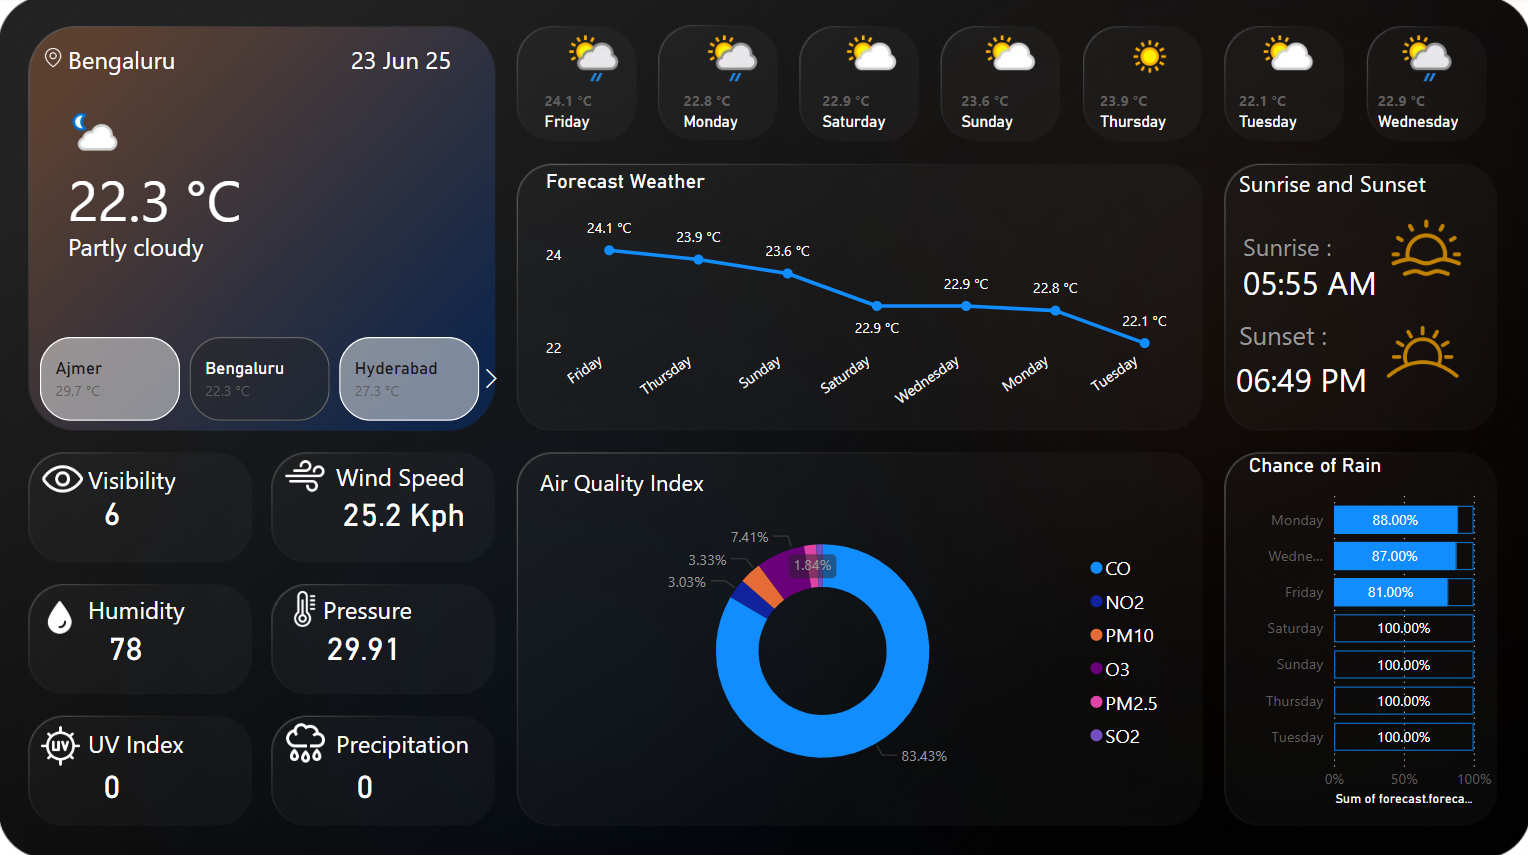 Bengaluru
23 Jun 25
22.3 °C
Partly cloudy
Ajmer
29.7 °C
Bengaluru
22.3 °C
Hyderabad
27.3 °C
24.1 °C
Friday
22.8 °C
Monday
22.9 °C
Saturday
23.6 °C
Sunday
23.9 °C
Thursday
22.1 °C
Tuesday
22.9 °C
Wednesday
Forecast Weather
24
22
24.1 °C
23.9 °C
23.6 °C
22.9 °C
22.9 °C
22.8 °C
22.1 °C
Friday
Thursday
Sunday
Saturday
Wednesday
Monday
Tuesday
Sunrise and Sunset
Sunrise :
05:55 AM
Sunset :
06:49 PM
Visibility
6
Wind Speed
25.2 Kph
Humidity
78
Pressure
29.91
UV
UV Index
0
Precipitation
0
Air Quality Index
7.41%
3.33%
3.03%
1.84%
83.43%
CO
NO2
PM10
O3
PM2.5
SO2
Chance of Rain
Monday 88.00%
Wedne... 87.00%
Friday 81.00%
Saturday 100.00%
Sunday 100.00%
Thursday 100.00%
Tuesday 100.00%
0% 50% 100%
Sum of forecast.foreca...